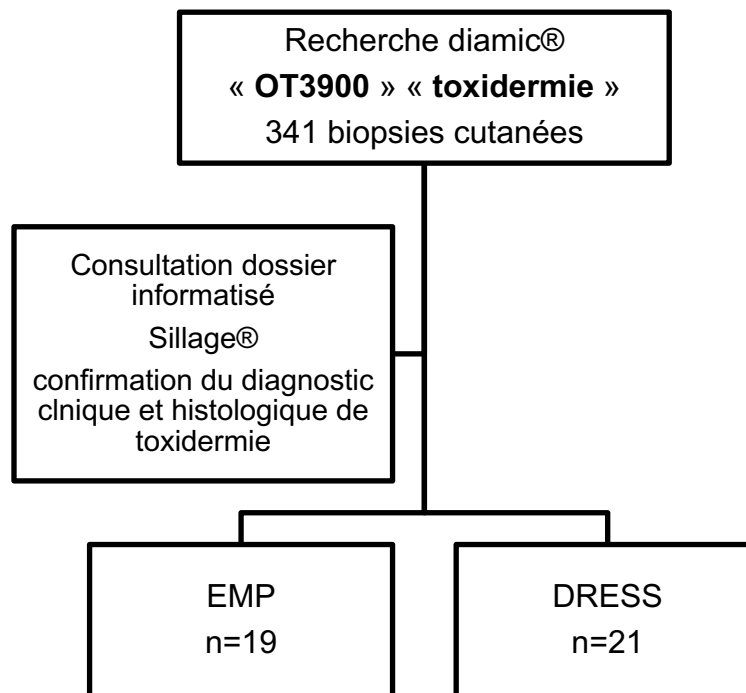 Recherche diamic®
« OT3900 » « toxidermie »
341 biopsies cutanées
Consultation dossier
informatisé
Sillage®
confirmation du diagnostic
clnique et histologique de
toxidermie
EMP
n=19
DRESS
n=21